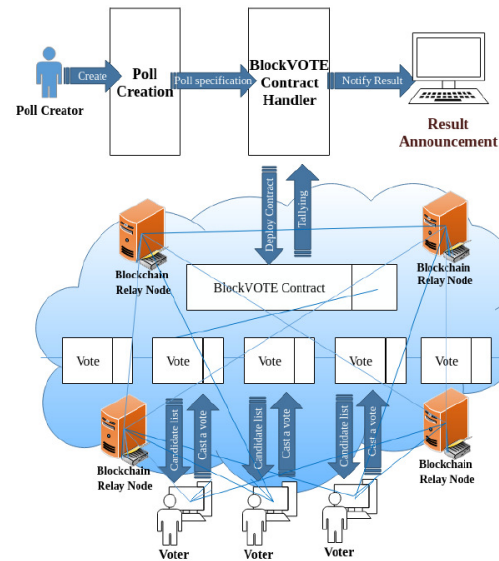 Poll Creator
Create
Poll
Creation
Poll specification
BlockVOTE
Contract
Handler
Notify Result
Result
Announcement
Deploy Contract
Tallying
Blockchain
Relay Node
Blockchain
Relay Node
BlockVOTE Contract
Vote
Vote
Vote
Vote
Vote
Candidate list
Cast a vote
Candidate list
Cast a vote
Candidate list
Cast a vote
Blockchain
Relay Node
Blockchain
Relay Node
Voter
Voter
Voter